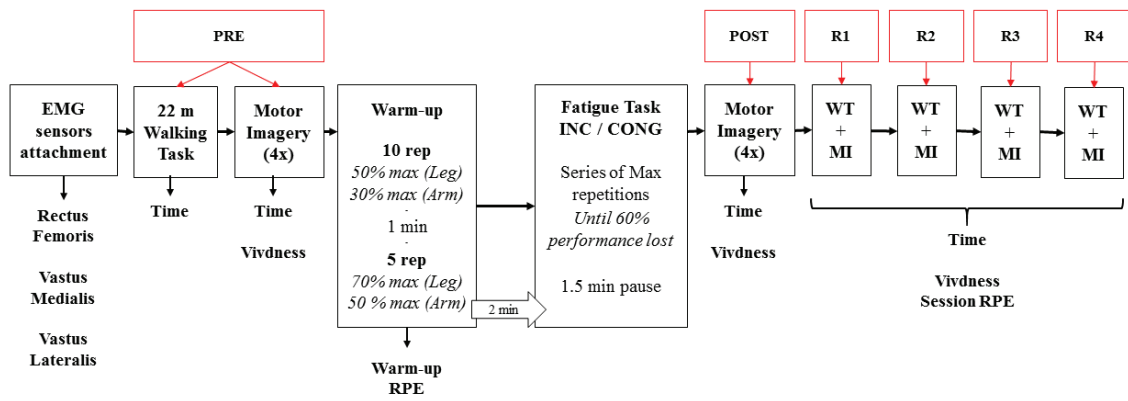 PRE
POST
R1
R2
R3
R4
EMG
sensors
attachment
22 m
Walking
Task
Motor
Imagery
(4x)
Warm-up
10 rep
50% max (Leg)
30% max (Arm)
.
1 min
.
5 rep
70% max (Leg)
50 % max (Arm)
2 min
Fatigue Task
INC / CONG
Series of Max
repetitions
Until 60%
performance lost
1.5 min pause
Motor
Imagery
(4x)
WT
+
MI
WT
+
MI
WT
+
MI
WT
+
MI
Rectus
Femoris
Vastus
Medialis
Vastus
Lateralis
Time
Time
Vivdness
Warm-up
RPE
Time
Vivdness
Time
Vivdness
Session RPE